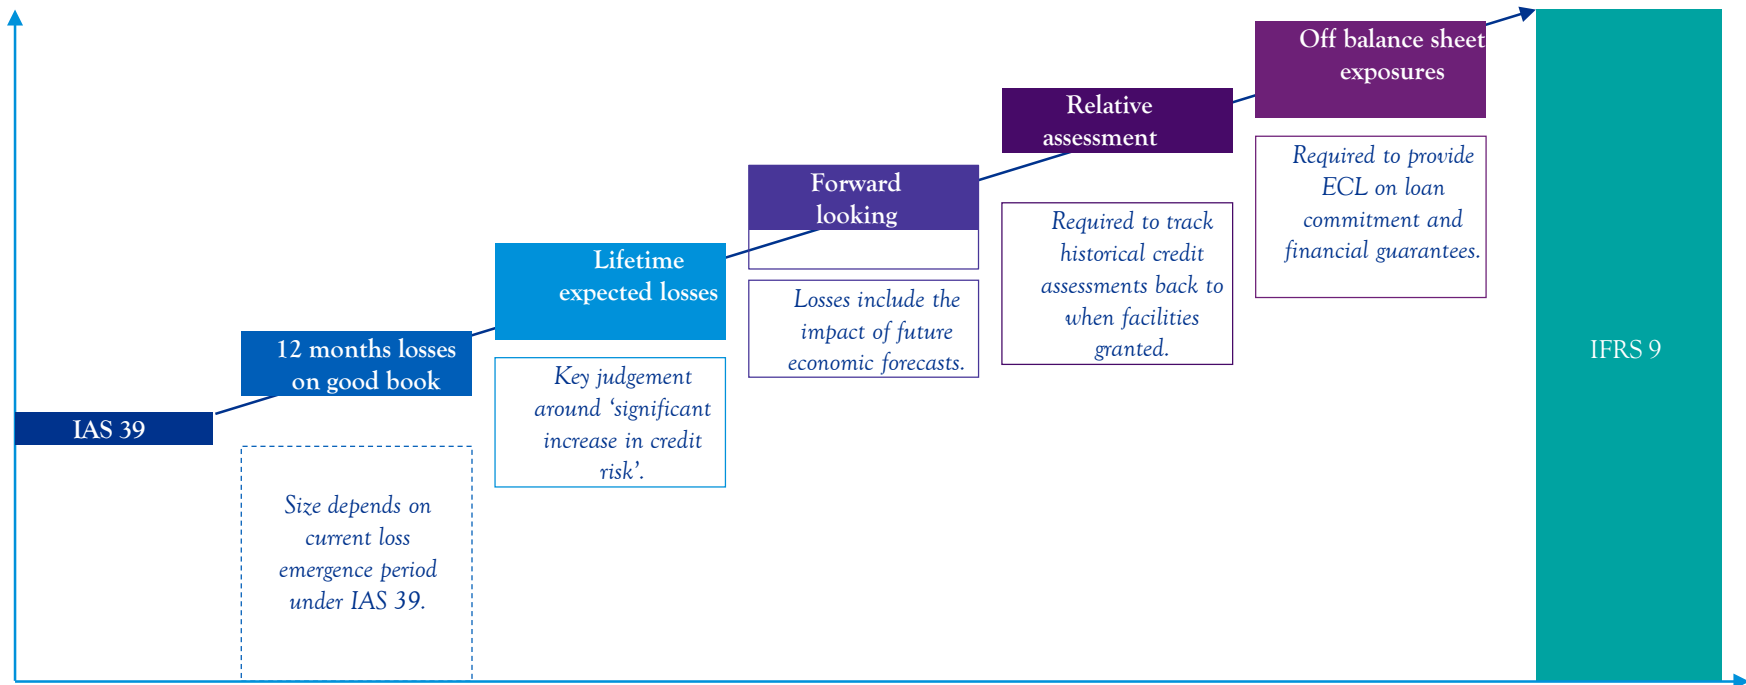 IAS 39
12 months losses
on good book
Size depends on
current loss
emergence period
under IAS 39.
Lifetime
expected losses
Key judgement
around ‘significant
increase in credit
risk’.
Forward
looking
Losses include the
impact of future
economic forecasts.
Relative
assessment
Required to track
historical credit
assessments back to
when facilities
granted.
Off balance sheet
exposures
Required to provide
ECL on loan
commitment and
financial guarantees.
IFRS 9